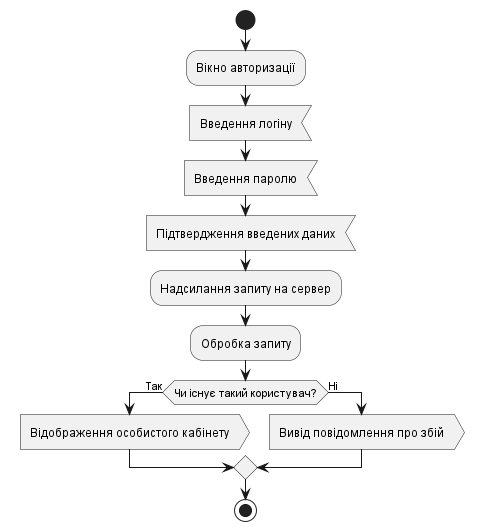 Вікно авторизації
Введення логіну
Введення паролю
Підтвердження введених даних
Надсилання запиту на сервер
Обробка запиту
Так
Чи існує такий користувач?
Ні
Відображення особистого кабінету
Вивід повідомлення про збій